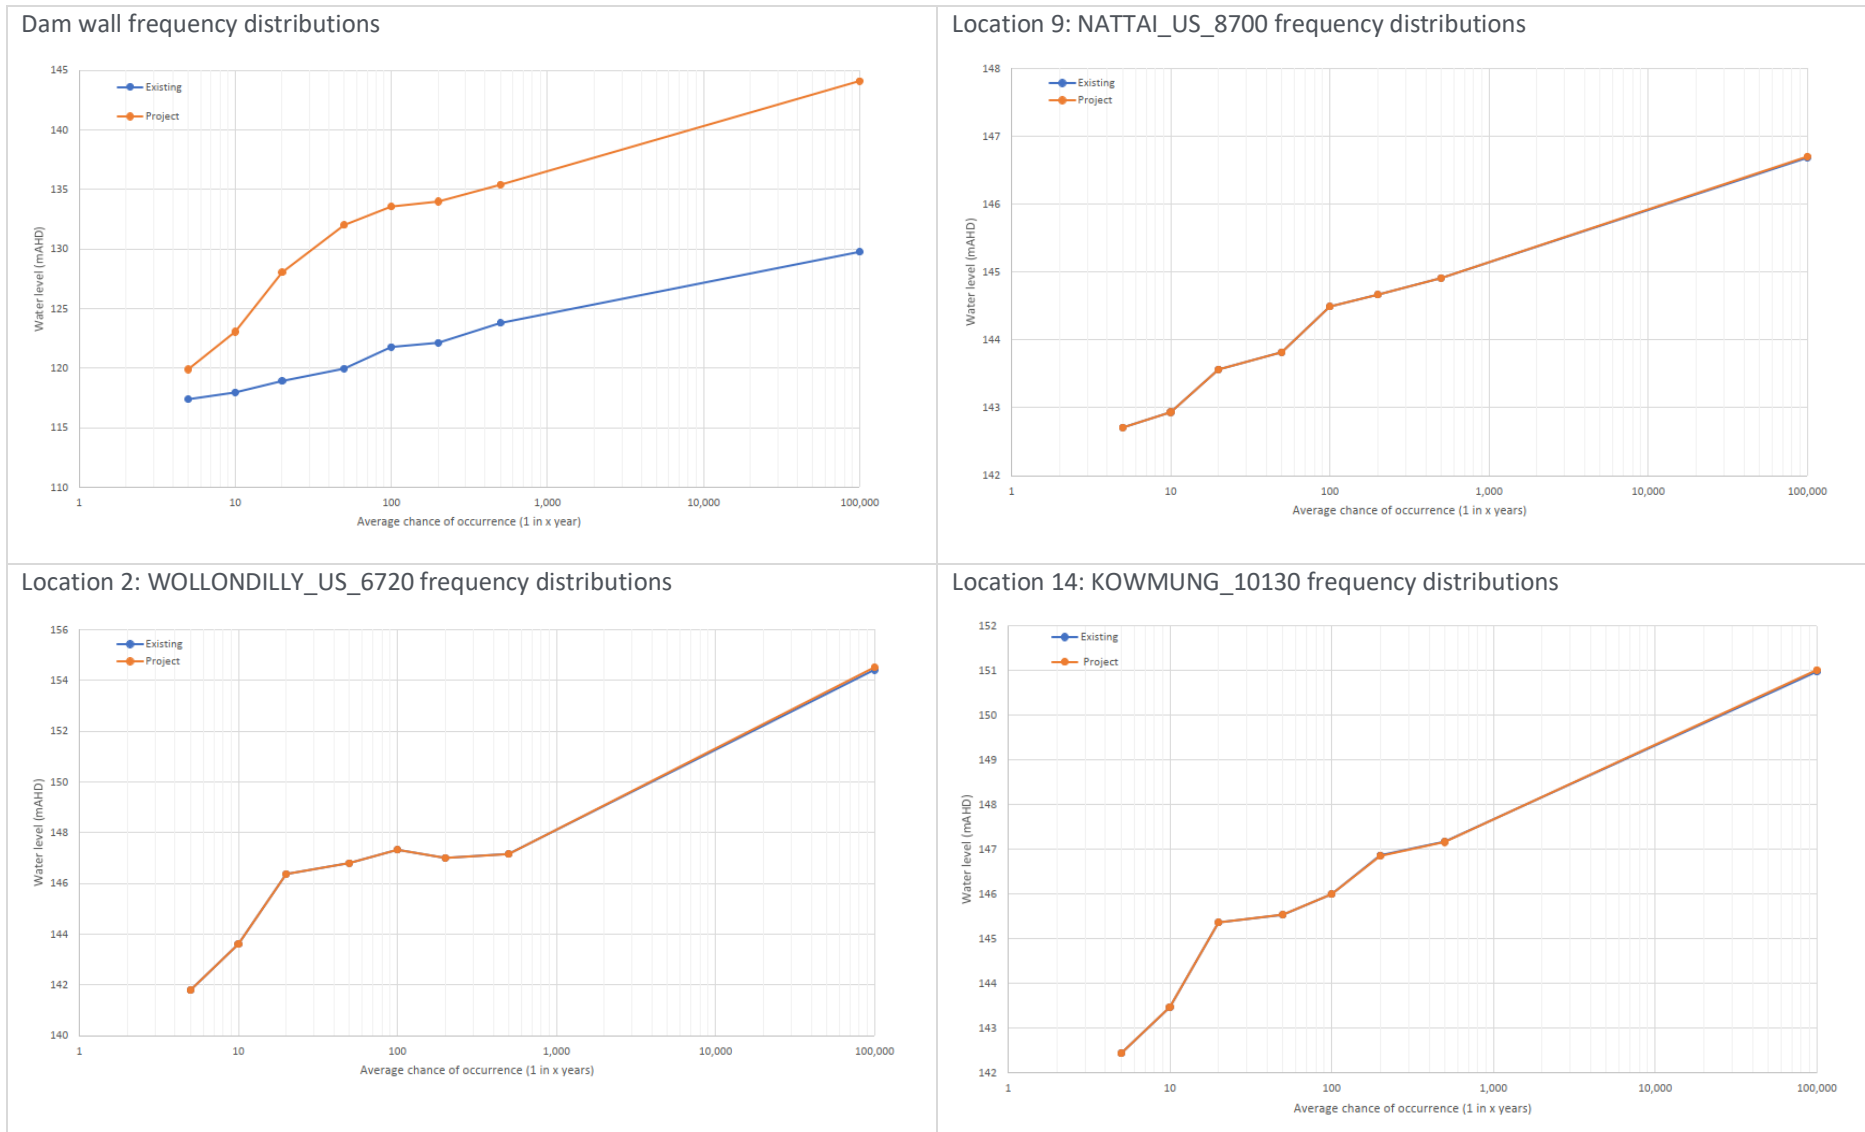 Dam wall frequency distributions
145
140
135
130
125
120
115
110
Water level (mAHD)
Existing
Project
1
10
100
1,000
10,000
100,000
Average chance of occurrence (1 in x year)
Location 9: NATTAI_US_8700 frequency distributions
148
147
146
145
144
143
142
Water level (mAHD)
Existing
Project
1
10
100
1,000
10,000
100,000
Average chance of occurrence (1 in x years)
Location 2: WOLLONDILLY_US_6720 frequency distributions
156
154
152
150
148
146
144
142
140
Water level (mAHD)
Existing
Project
1
10
100
1,000
10,000
100,000
Average chance of occurrence (1 in x years)
Location 14: KOWMUNG_10130 frequency distributions
152
151
150
149
148
147
146
145
144
143
142
Water level (mAHD)
Existing
Project
1
10
100
1,000
10,000
100,000
Average chance of occurrence (1 in x years)